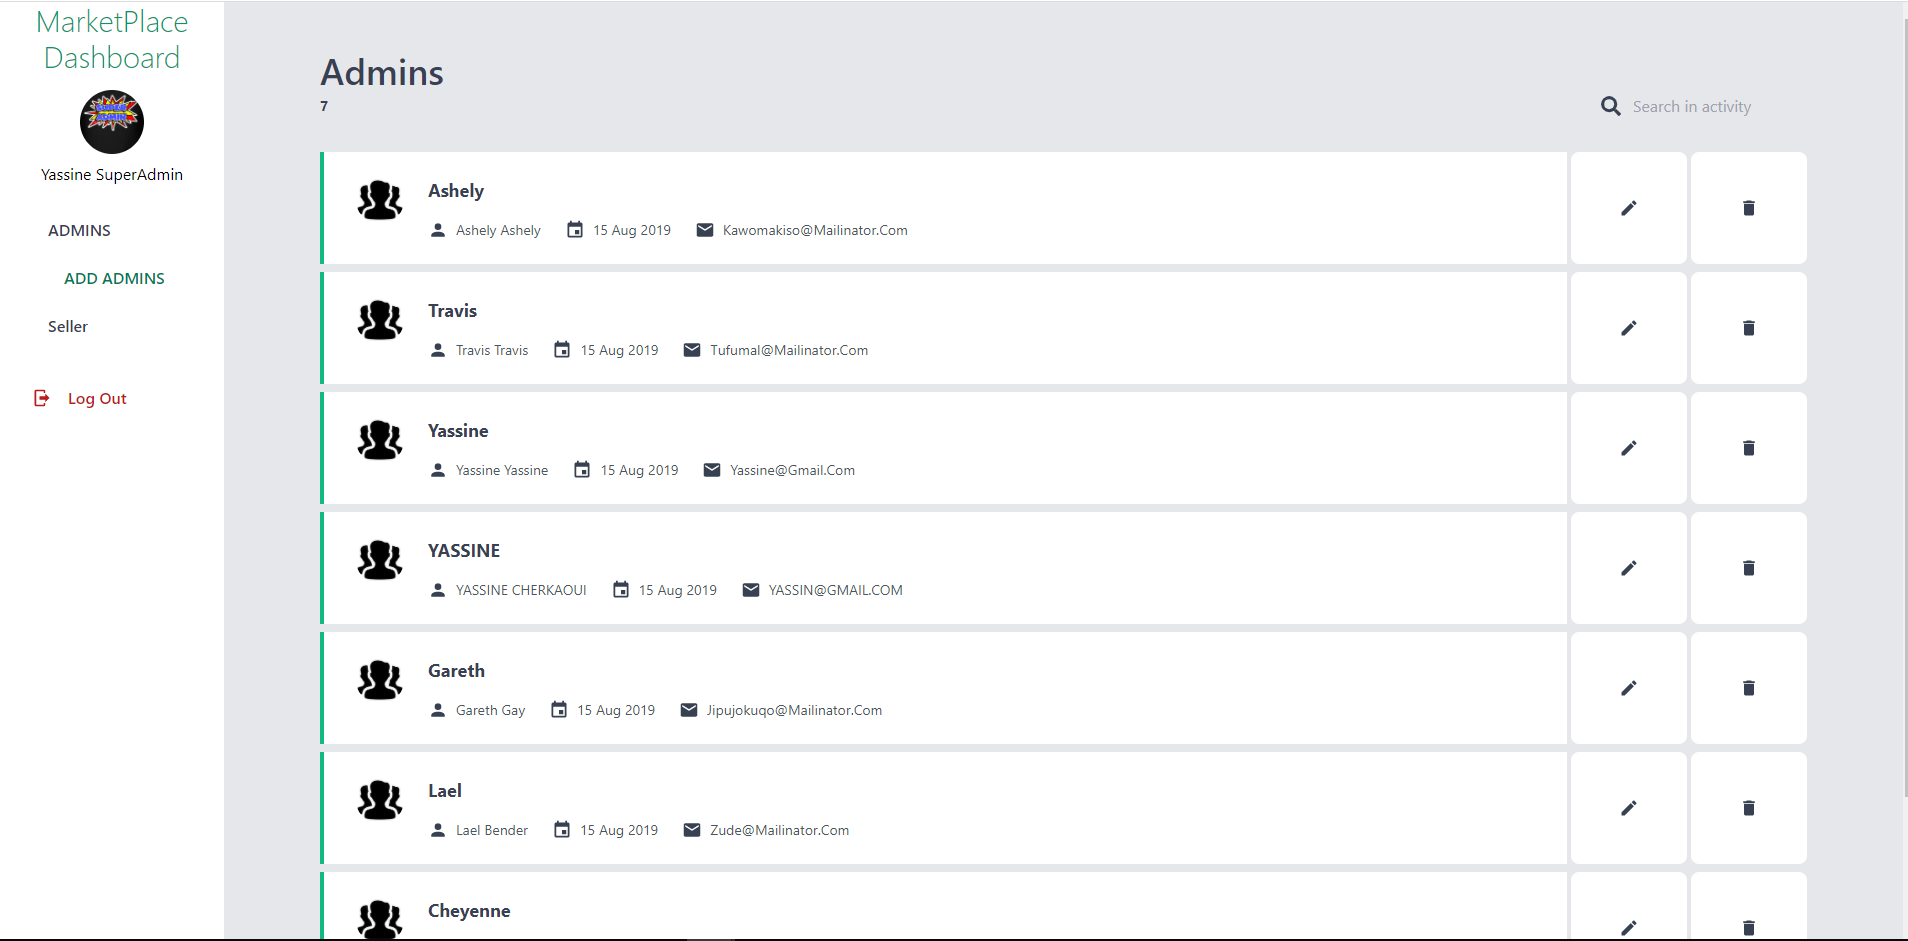 MarketPlace
Dashboard
SUPER
ADMIN
Yassine SuperAdmin
ADMINS
ADD ADMINS
Seller
Log Out
Admins
7
Search in activity
Ashely
Ashely Ashely 15 Aug 2019 Kawomakiso@Mailinator.Com
Travis
Travis Travis 15 Aug 2019 Tufumal@Mailinator.Com
Yassine
Yassine Yassine 15 Aug 2019 Yassine@Gmail.Com
YASSINE
YASSINE CHERKAOUI 15 Aug 2019 YASSIN@GMAIL.COM
Gareth
Gareth Gay 15 Aug 2019 Jipujokuqo@Mailinator.Com
Lael
Lael Bender 15 Aug 2019 Zude@Mailinator.Com
Cheyenne